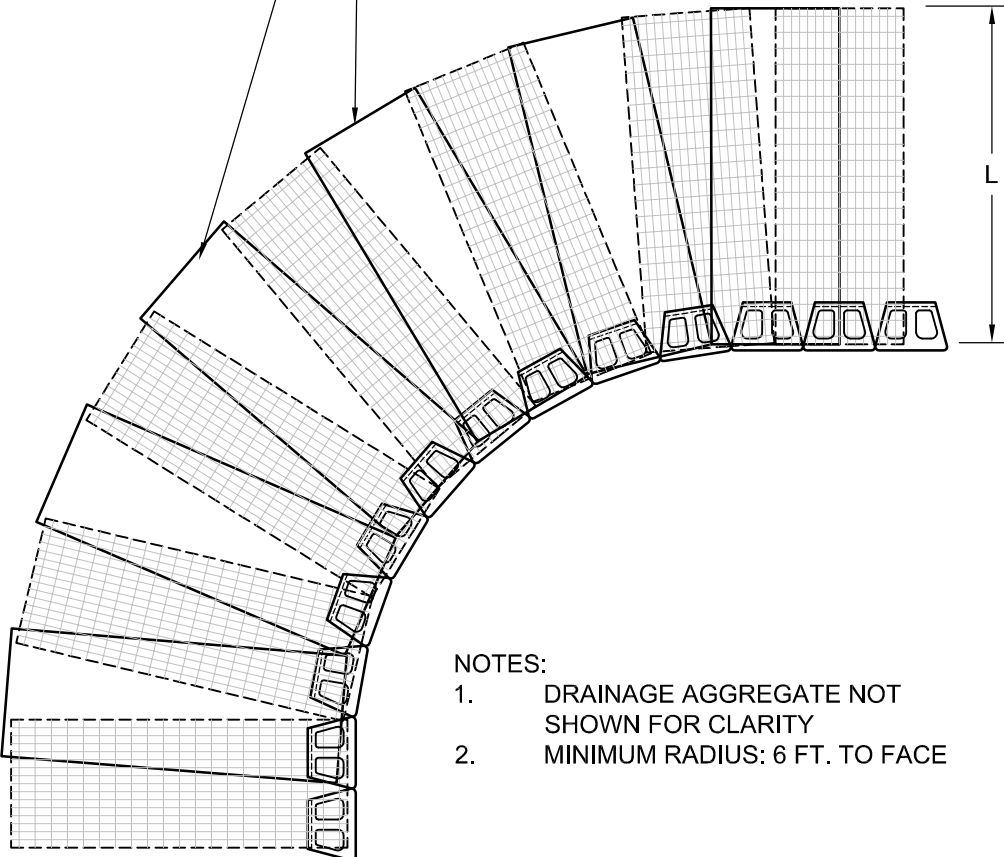 L
NOTES:
1. DRAINAGE AGGREGATE NOT
SHOWN FOR CLARITY
2. MINIMUM RADIUS: 6 FT. TO FACE